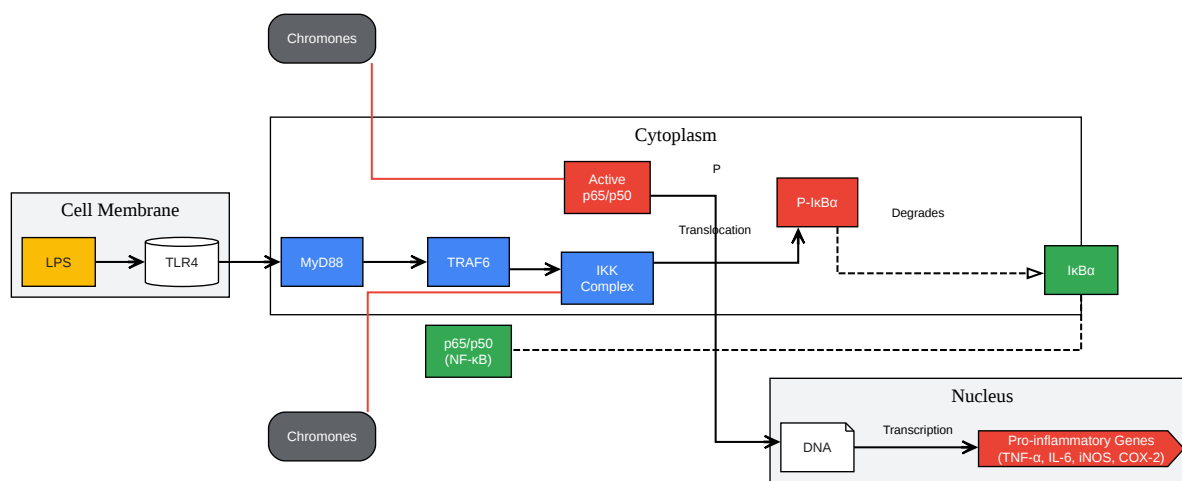 Chromones
Cytoplasm
P
Active
p65/p50
P-IκBα
Degrades
Cell Membrane
Translocation
LPS
TLR4
MyD88
TRAF6
IKK
Complex
IκBα
p65/p50
(NF-κB)
Nucleus
Chromones
DNA
Transcription
Pro-inflammatory Genes
(TNF-α, IL-6, iNOS, COX-2)